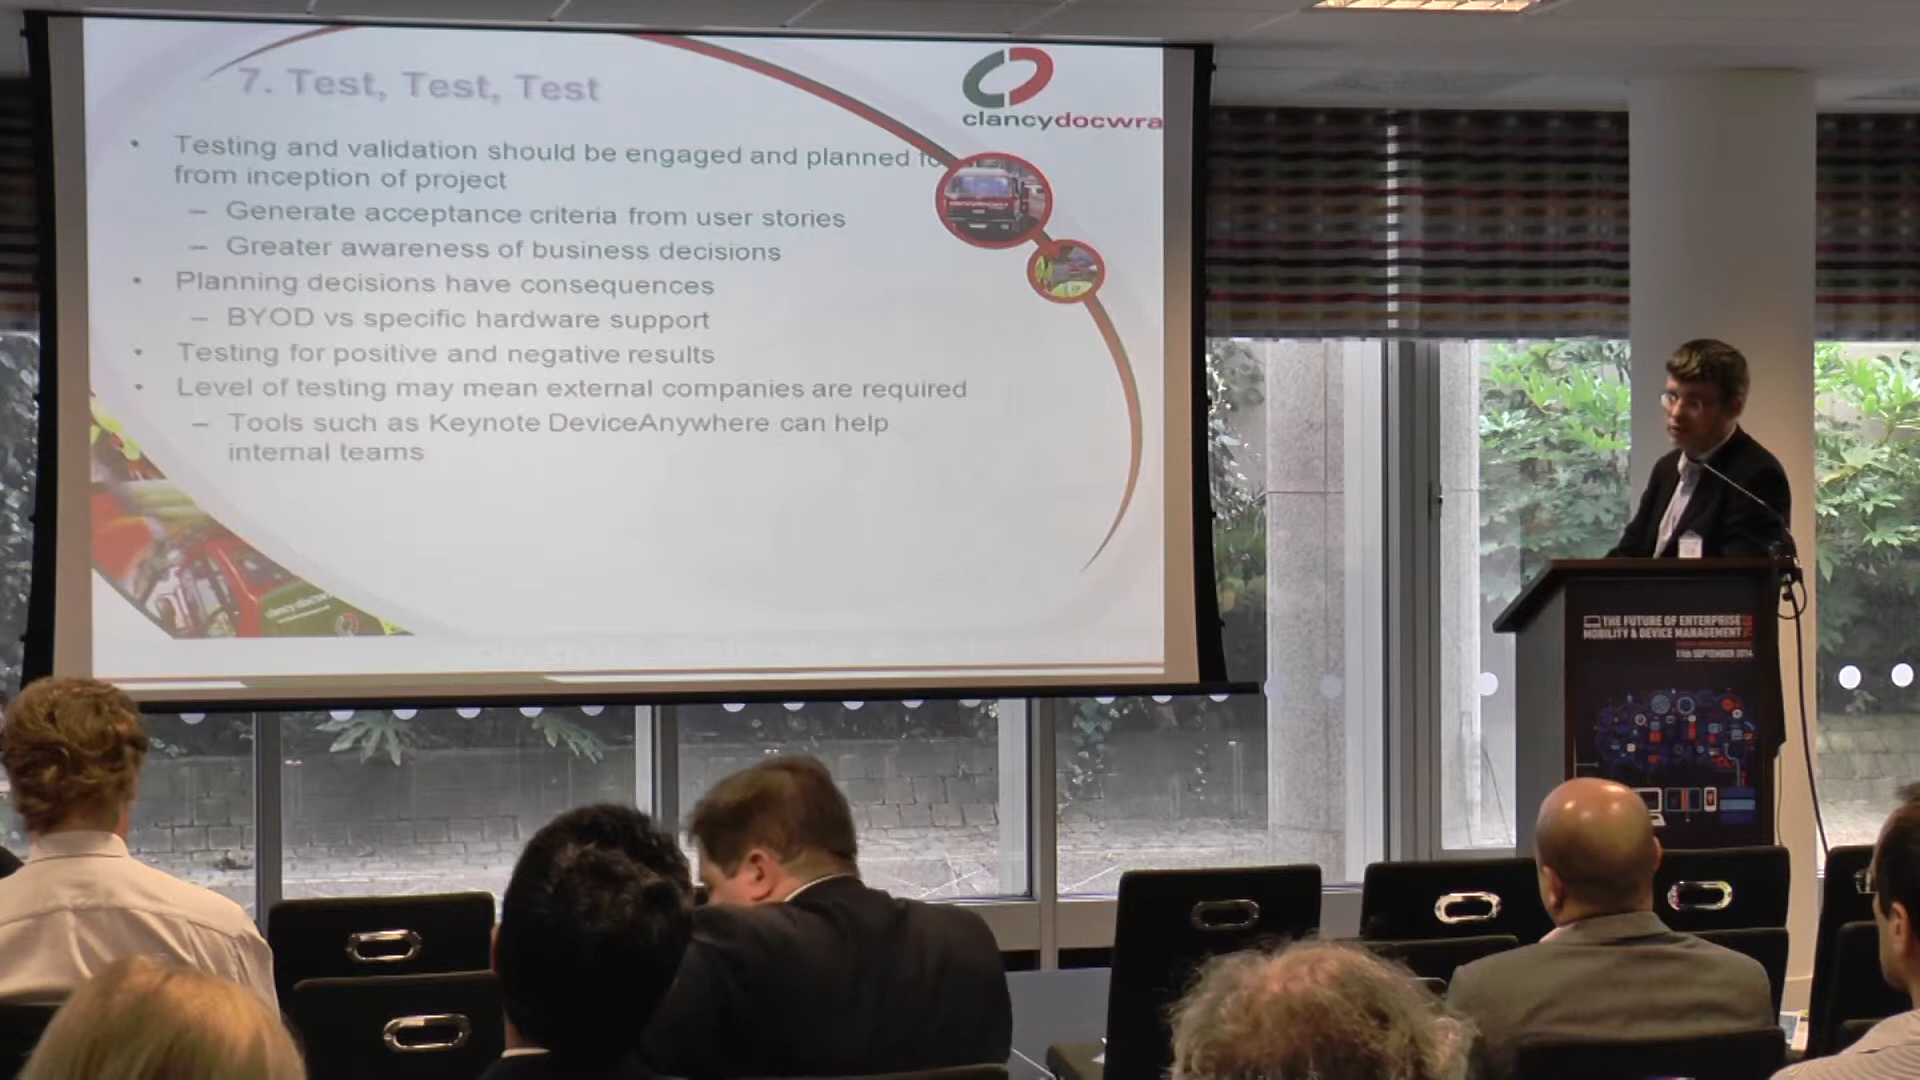 7. Test, Test, Test
clancydocwra
• Testing and validation should be engaged and planned
from inception of project
– Generate acceptance criteria from user stories
– Greater awareness of business decisions
• Planning decisions have consequences
– BYOD vs specific hardware support
• Testing for positive and negative results
• Level of testing may mean external companies are required
– Tools such as Keynote DeviceAnywhere can help
internal teams
THE FUTURE OF ENTERPRISE
MOBILITY & DEVICE MANAGEMENT
11th SEPTEMBER 2014